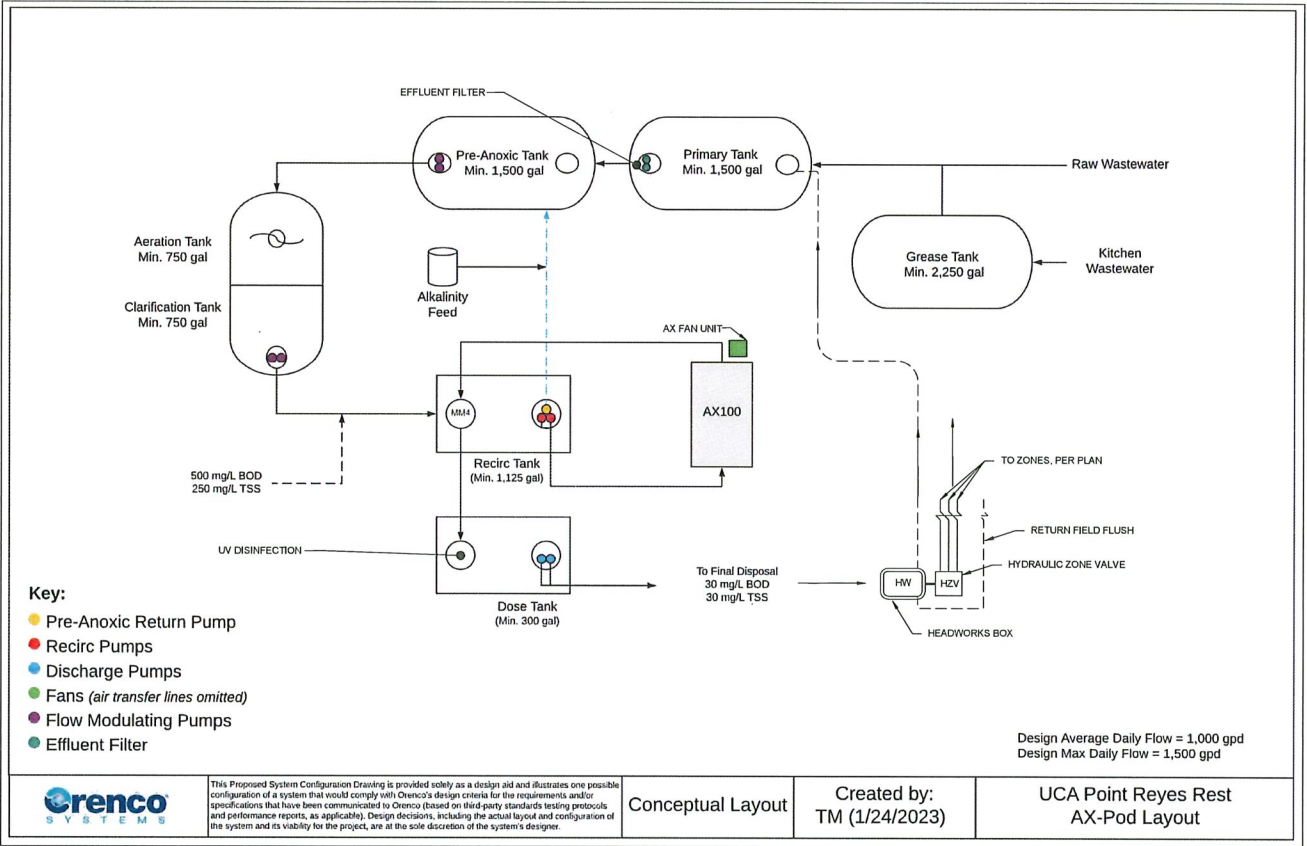 EFFLUENT FILTER
Pre-Anoxic Tank
Min. 1,500 gal
Primary Tank
Min. 1,500 gal
Raw Wastewater
Grease Tank
Min. 2,250 gal
Kitchen
Wastewater
Aeration Tank
Min. 750 gal
Clarification Tank
Min. 750 gal
Alkalinity
Feed
AX FAN UNIT
AX100
MM4
Recirc Tank
(Min. 1,125 gal)
500 mg/L BOD
250 mg/L TSS
TO ZONES, PER PLAN
RETURN FIELD FLUSH
HYDRAULIC ZONE VALVE
HW
HZV
HEADWORKS BOX
UV DISINFECTION
Dose Tank
(Min. 300 gal)
To Final Disposal
30 mg/L BOD
30 mg/L TSS
Key:
Pre-Anoxic Return Pump
Recirc Pumps
Discharge Pumps
Fans (air transfer lines omitted)
Flow Modulating Pumps
Effluent Filter
Design Average Daily Flow = 1,000 gpd
Design Max Daily Flow = 1,500 gpd
Orenco
SYSTEMS
This Proposed System Configuration Drawing is provided solely as a design aid and illustrates one possible
configuration of a system that would comply with Orenco's design criteria for the requirements and/or
specifications that have been communicated to Orenco (based on third-party standards testing protocols
and performance reports, as applicable). Design decisions, including the actual layout and configuration of
the system and its viability for the project, are at the sole discretion of the system's designer.
Conceptual Layout
Created by:
TM (1/24/2023)
UCA Point Reyes Rest
AX-Pod Layout